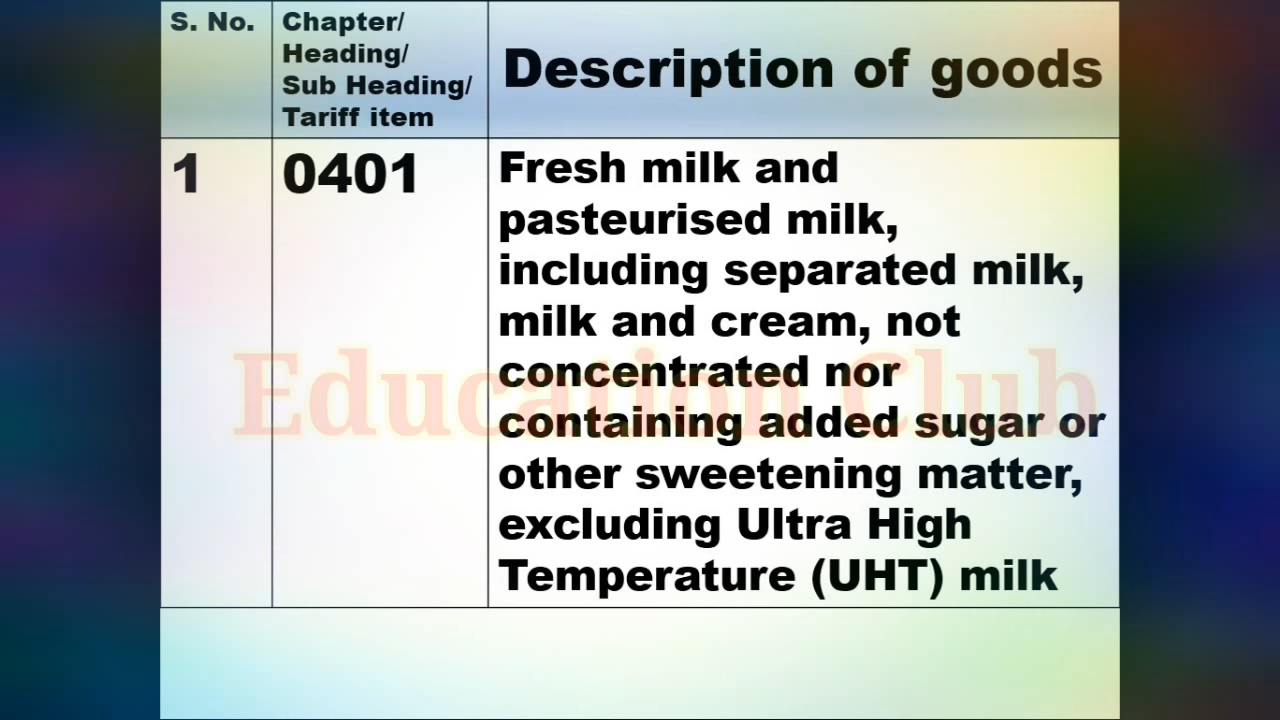 S. No.
Chapter/
Heading/
Sub Heading/
Tariff item
Description of goods
1
0401
Fresh milk and
pasteurised milk,
including separated milk,
milk and cream, not
concentrated nor
containing added sugar or
other sweetening matter,
excluding Ultra High
Temperature (UHT) milk
Education Club